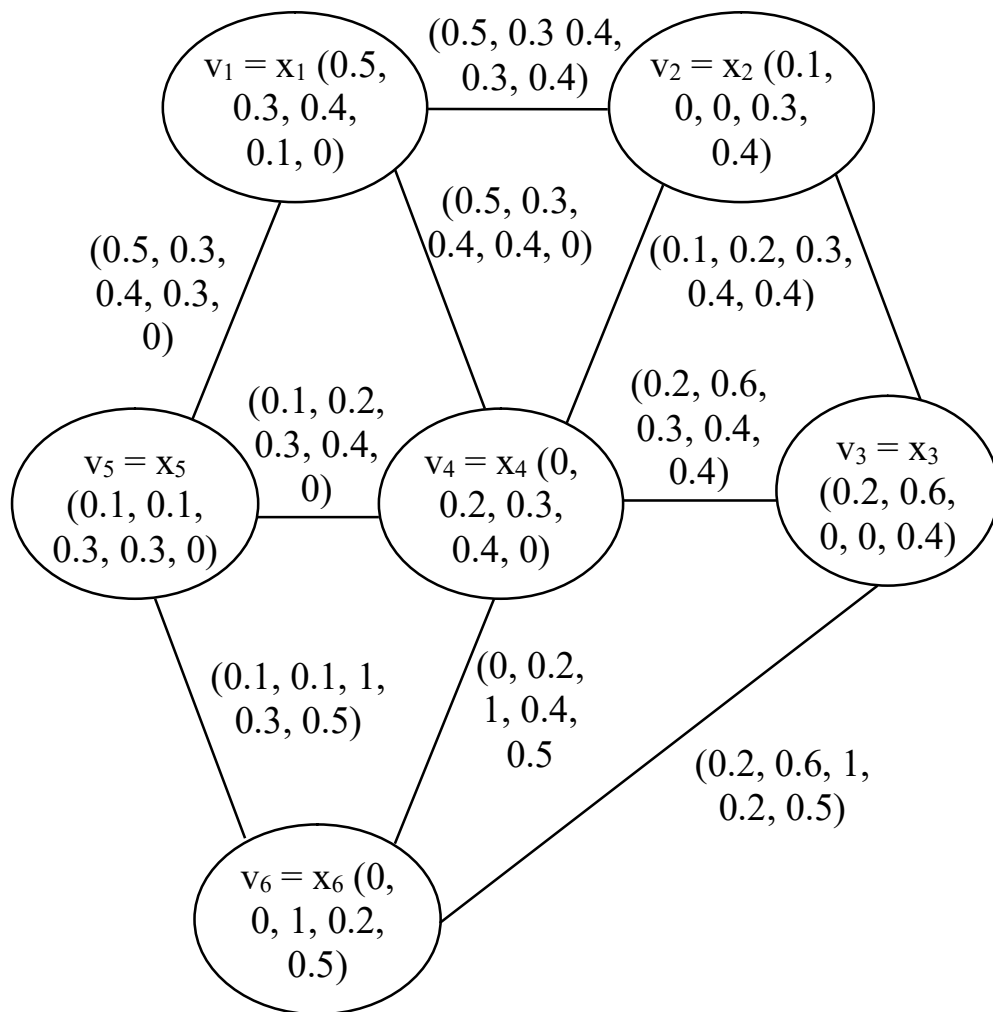 v₁ = x₁ (0.5,
0.3, 0.4,
0.1, 0)
(0.5, 0.3 0.4,
0.3, 0.4)
v₂ = x₂ (0.1,
0, 0, 0.3,
0.4)
(0.5, 0.3,
0.4, 0.3,
0)
(0.5, 0.3,
0.4, 0.4, 0)
(0.1, 0.2, 0.3,
0.4, 0.4)
(0.1, 0.2,
0.3, 0.4,
0)
(0.2, 0.6,
0.3, 0.4,
0.4)
v₅ = x₅
(0.1, 0.1,
0.3, 0.3, 0)
v₄ = x₄ (0,
0.2, 0.3,
0.4, 0)
v₃ = x₃
(0.2, 0.6,
0, 0, 0.4)
(0.1, 0.1, 1,
0.3, 0.5)
(0, 0.2,
1, 0.4,
0.5
(0.2, 0.6, 1,
0.2, 0.5)
v₆ = x₆ (0,
0, 1, 0.2,
0.5)